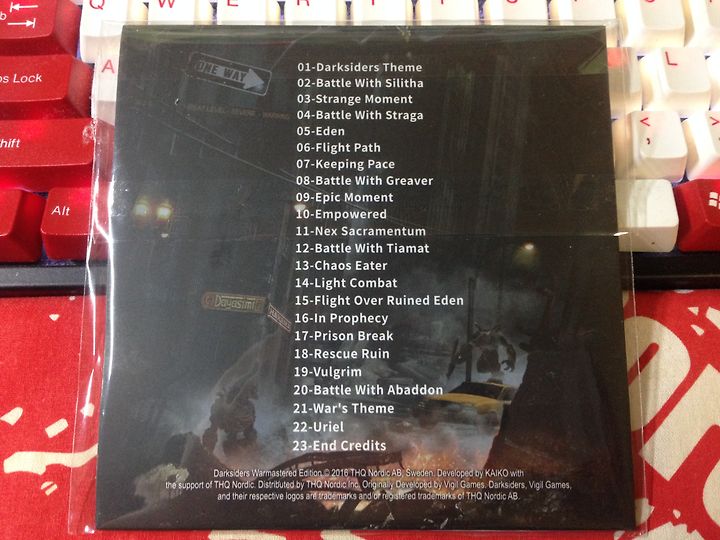 Q W E R T
A
L
os Lock
hift
Alt
<
,
>
.
ONE WAY
01-Darksiders Theme
02-Battle With Silitha
03-Strange Moment
04-Battle With Straga
05-Eden
06-Flight Path
07-Keeping Pace
08-Battle With Greaver
09-Epic Moment
10-Empowered
11-Nex Sacramentum
12-Battle With Tiamat
13-Chaos Eater
14-Light Combat
15-Flight Over Ruined Eden
16-In Prophecy
17-Prison Break
18-Rescue Ruin
19-Vulgrim
20-Battle With Abaddon
21-War's Theme
22-Uriel
23-End Credits
Darksiders Warmastered Edition © 2016 THQ Nordic AB, Sweden. Developed by KAIKO with
the support of THQ Nordic. Distributed by THQ Nordic Inc. Originally Developed by Vigil Games. Darksiders, Vigil Games,
and their respective logos are trademarks and/or registered trademarks of THQ Nordic AB.